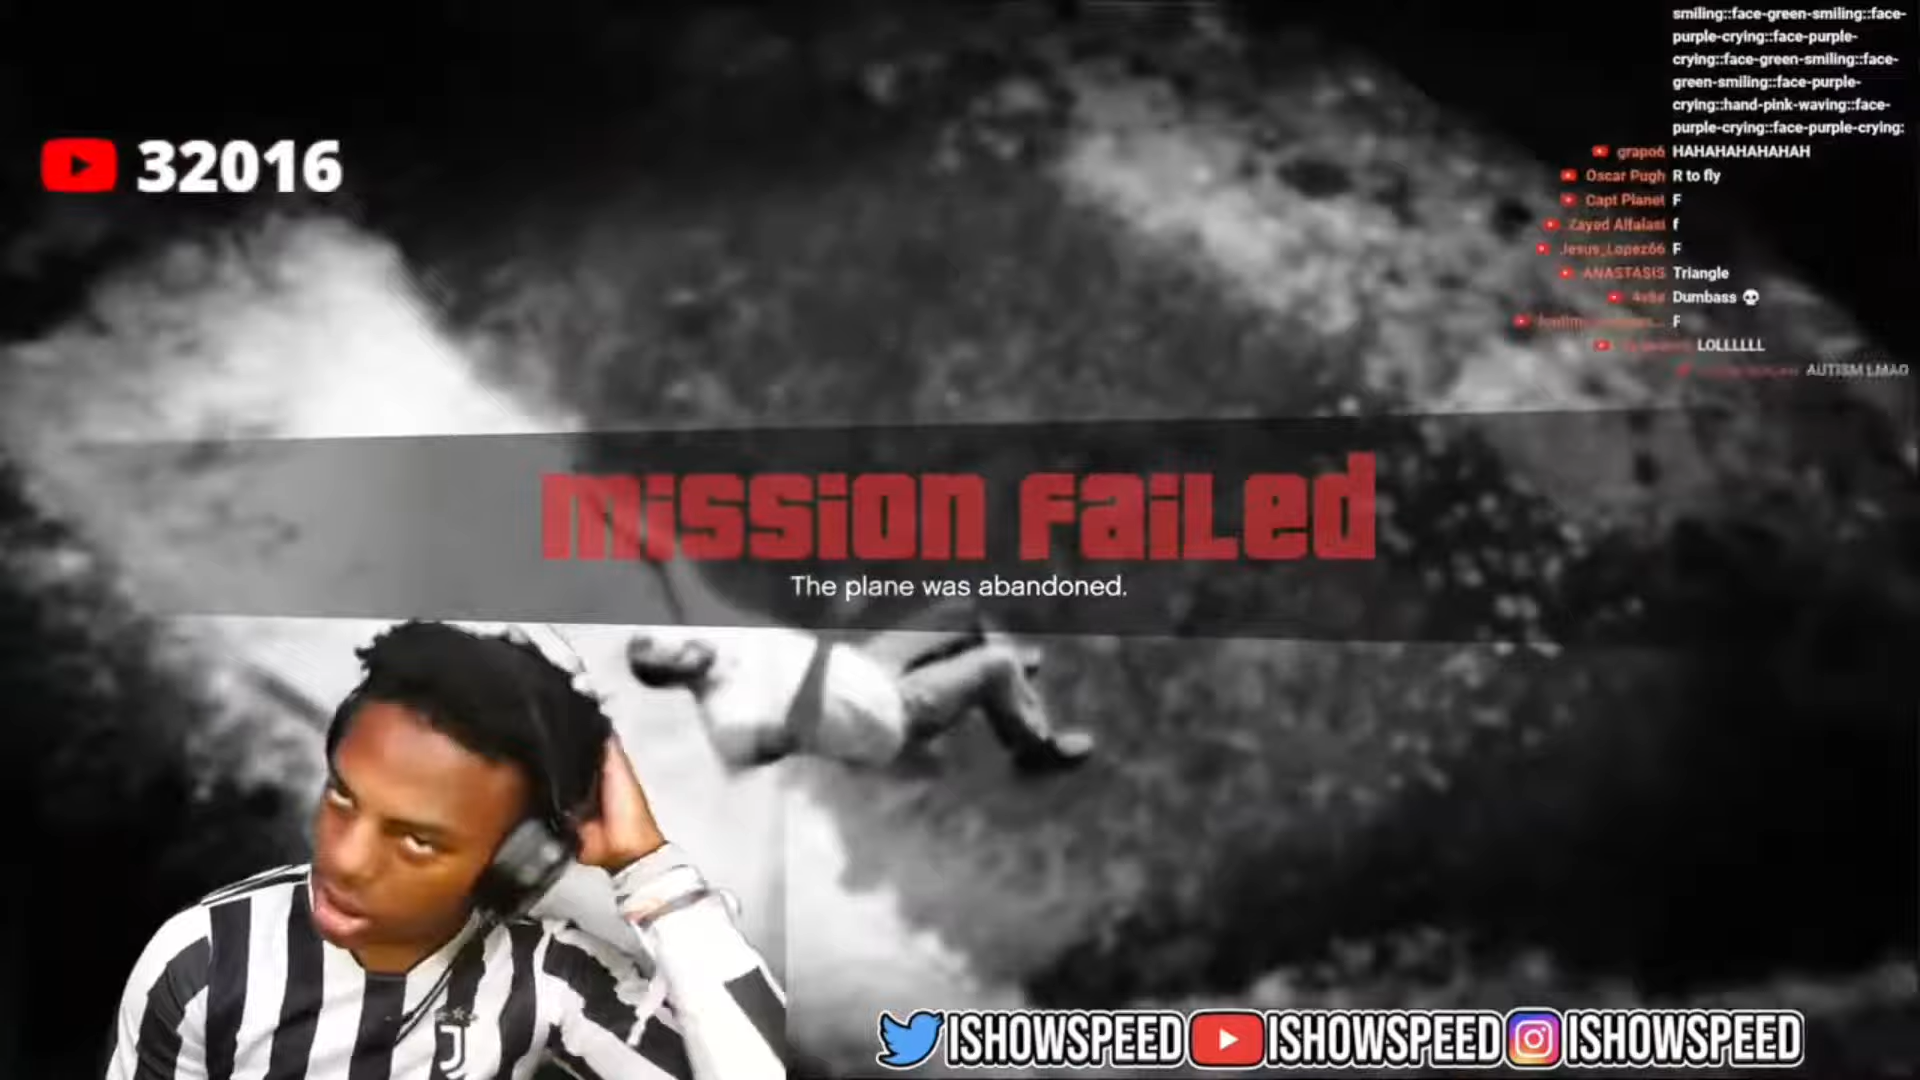 smiling::face-green-smiling::face-
purple-crying::face-purple-
crying::face-green-smiling::face-
green-smiling::face-purple-
crying::hand-pink-waving::face-
purple-crying::face-purple-crying:
32016
grapo6 HAHAHAHAHAHAH
Oscar Pugh R to fly
Capt Planet F
Zayed Alfalasi f
Jesus_Lopez66 F
ANASTASIS Triangle
Dumbass 💀
F
LOLLLLLL
AUTISM LMAO
mission failed
The plane was abandoned.
J
ISHOWSPEED ISHOWSPEED ISHOWSPEED